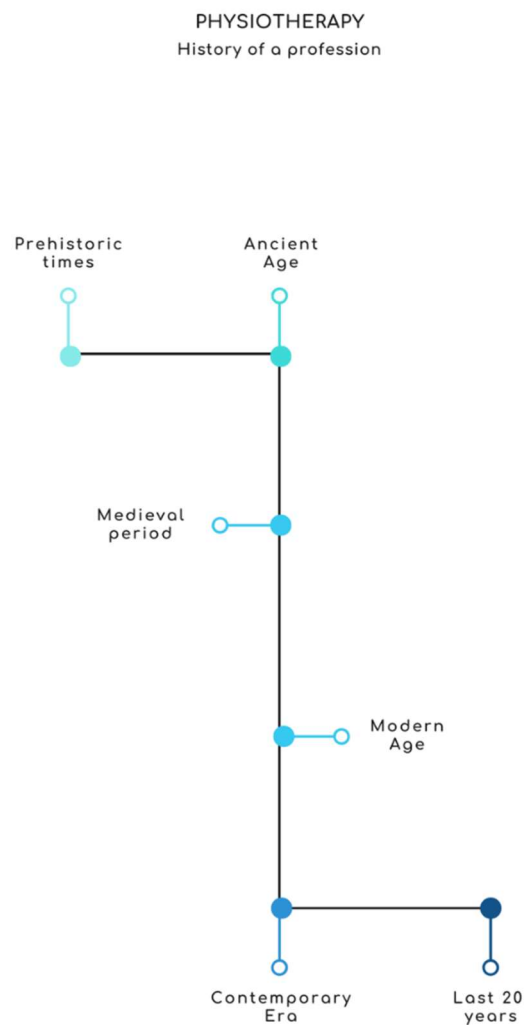 PHYSIOTHERAPY
History of a profession
Prehistoric
times
Ancient
Age
Medieval
period
Modern
Age
Contemporary
Era
Last 20
years